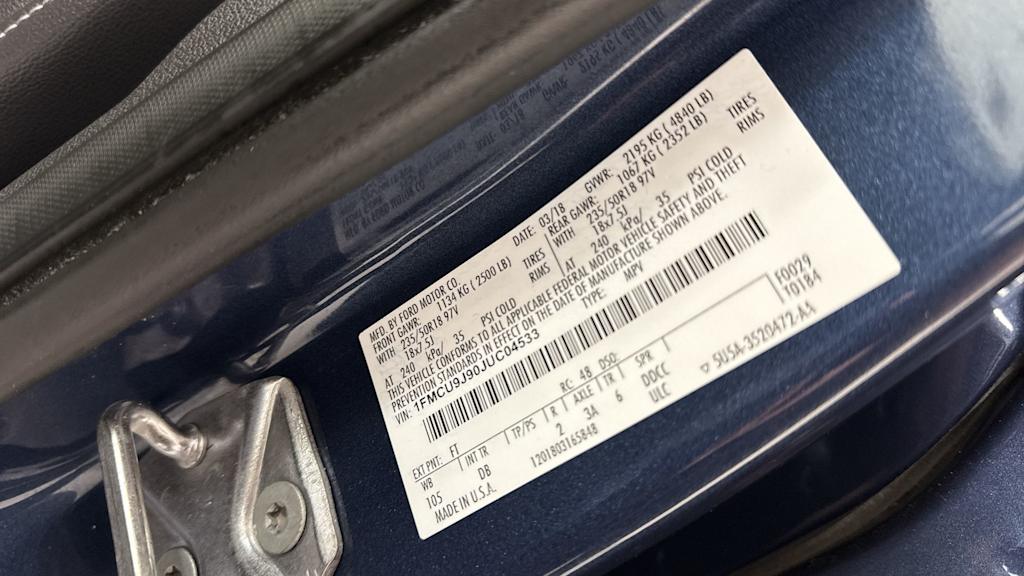 MFD. BY FORD MOTOR CO. DATE: 03/18 GVWR: 2195 KG ( 4840 LB)
FRONT GAWR: 1134 KG ( 2500 LB) REAR GAWR: 1067 KG ( 2352 LB)
WITH 235/50R18 97V TIRES WITH 235/50R18 97V TIRES
18x7.5J RIMS 18x7.5J RIMS
AT 240 kPa/ 35 PSI COLD AT 240 kPa/ 35 PSI COLD
THIS VEHICLE CONFORMS TO ALL APPLICABLE FEDERAL MOTOR VEHICLE SAFETY AND THEFT
PREVENTION STANDARDS IN EFFECT ON THE DATE OF MANUFACTURE SHOWN ABOVE.
VIN: 1FMCU9J90JUC04533 TYPE: MPV
F0029
T0184
EXT PNT: FT RC: 48 DSO:
WB INT TR TP/PS R AXLE TR SPR
105 DB 2 3A 6 DDCC
ULC
1201803165848
MADE IN U.S.A. ▽ 5U5A-3520472-AA